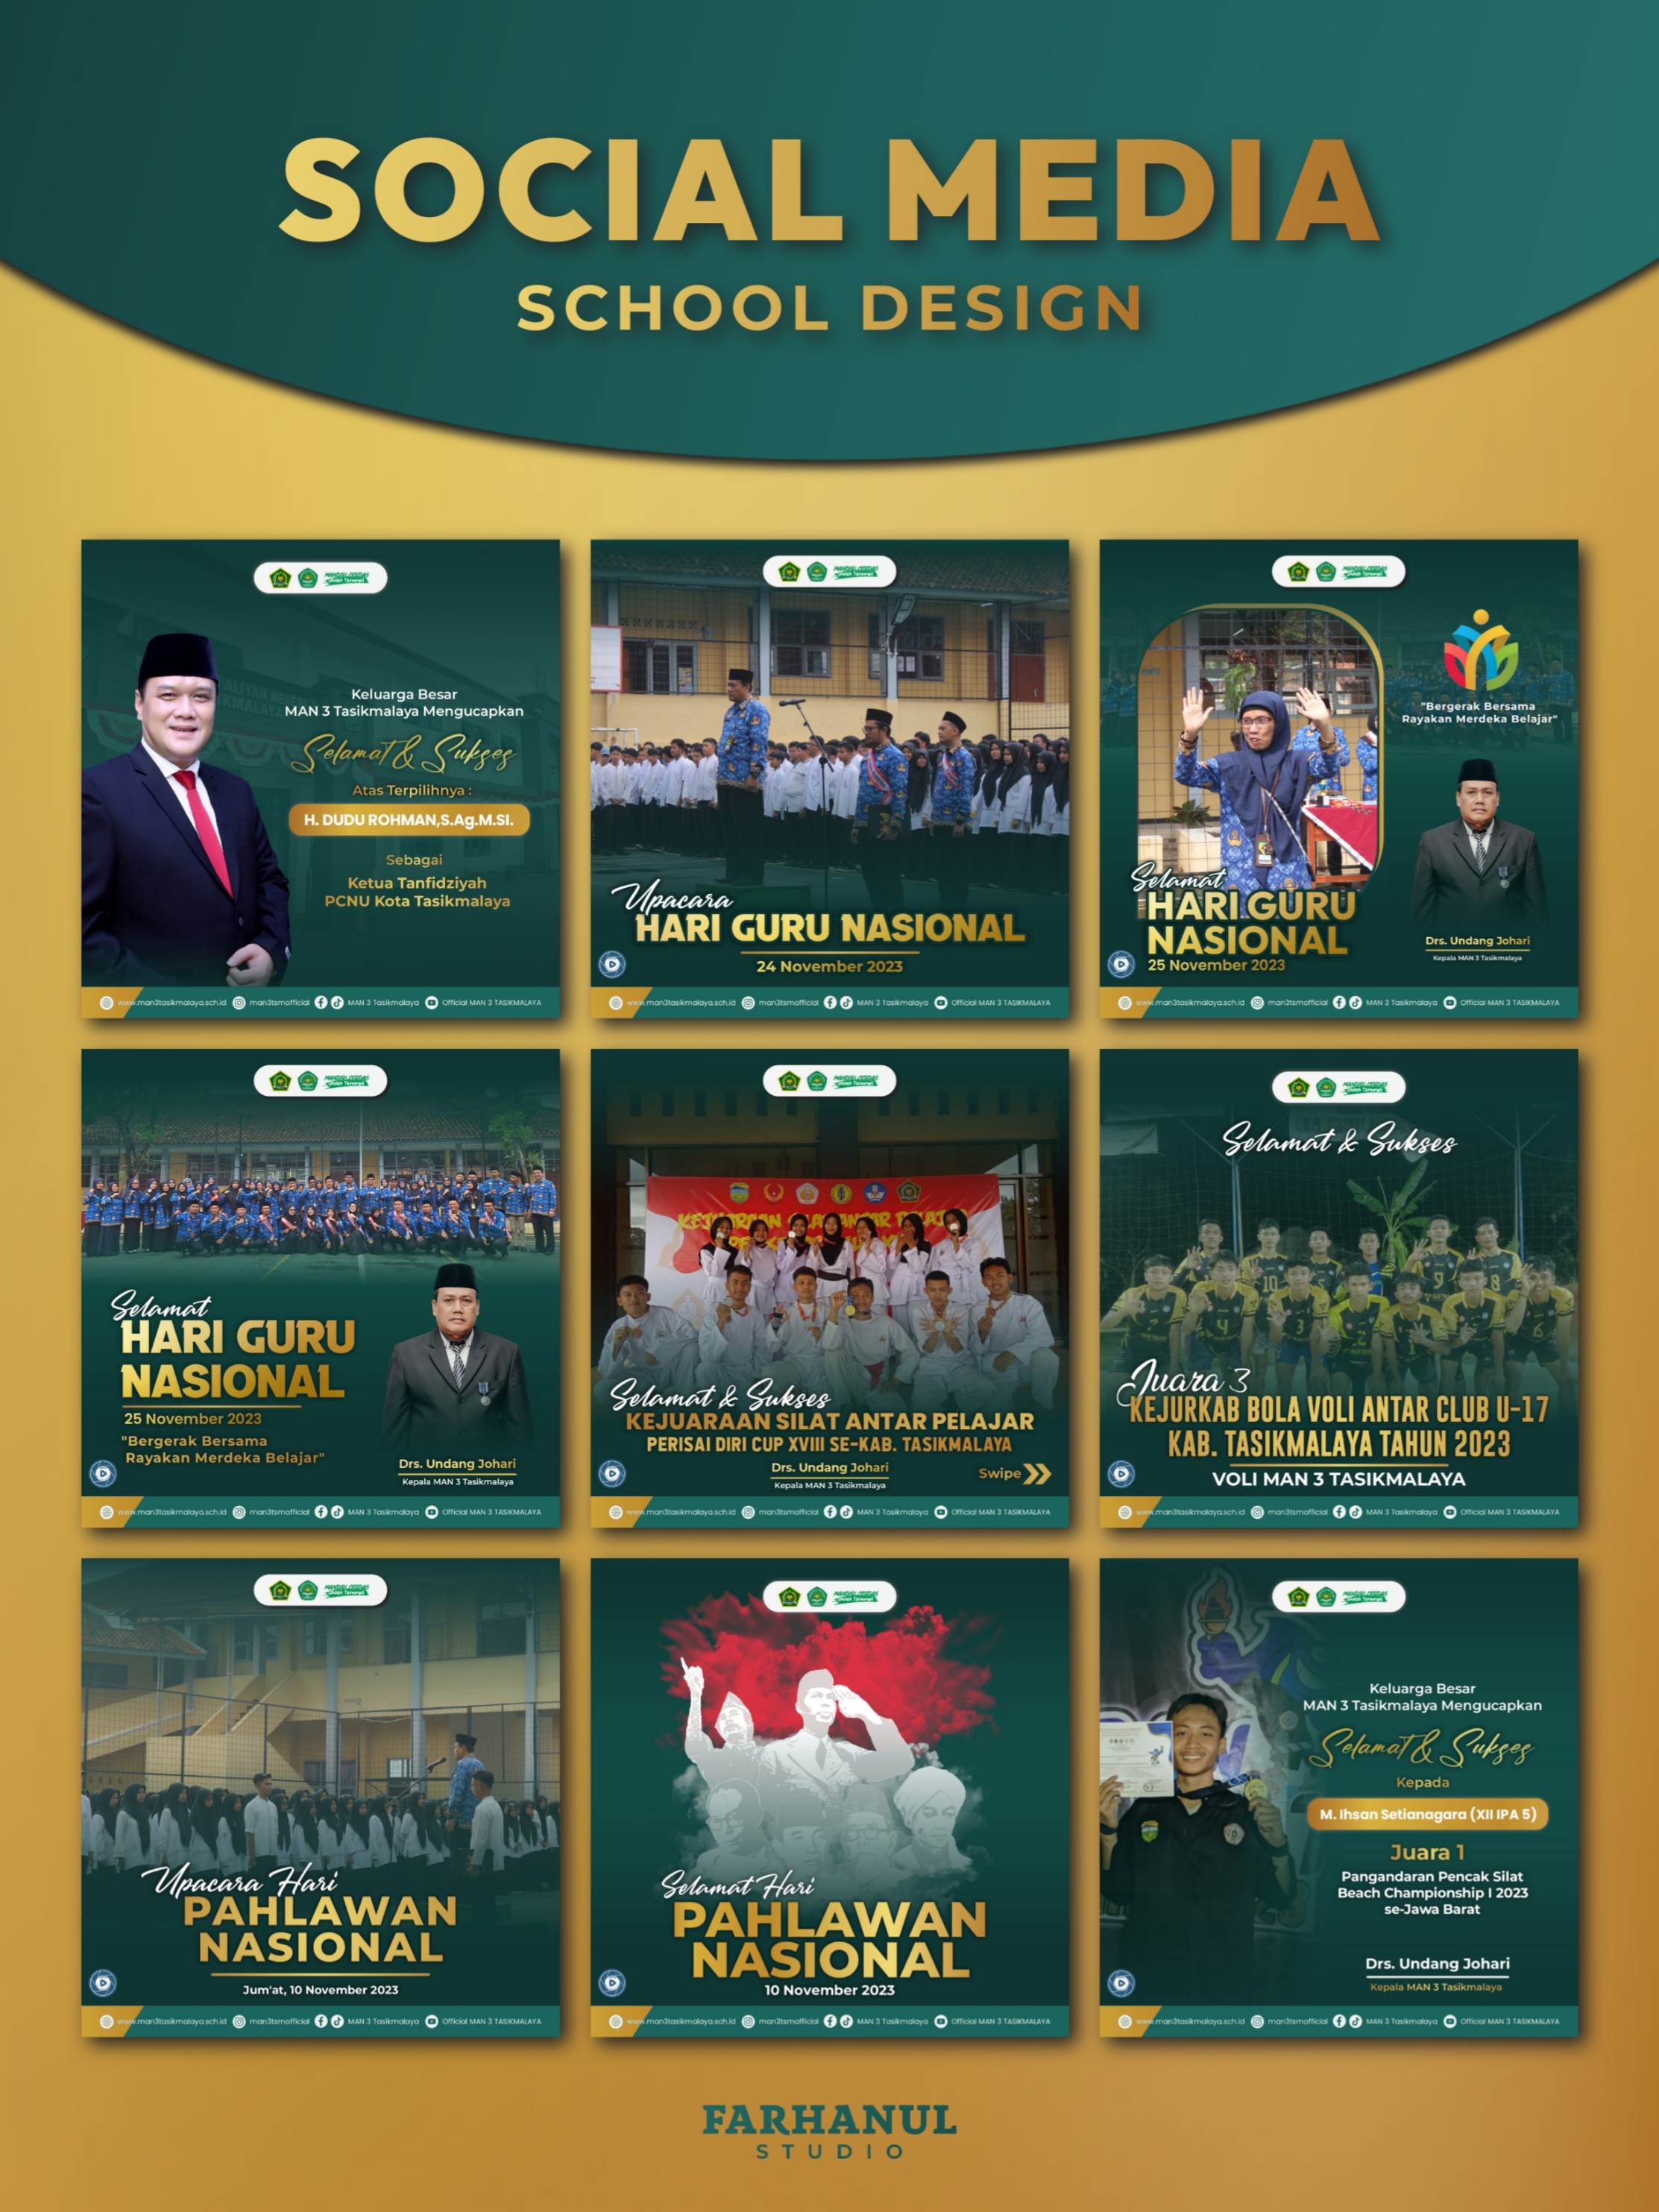 SOCIAL MEDIA
SCHOOL DESIGN
Keluarga Besar
MAN 3 Tasikmalaya Mengucapkan
Selamat & Sukses
Atas Terpilihnya :
H. DUDU ROHMAN,S.Ag.M.SI.
Sebagai
Ketua Tanfidziyah
PCNU Kota Tasikmalaya
www.man3tasikmalaya.sch.id man3tsmofficial MAN 3 Tasikmalaya Official MAN 3 TASIKMALAYA
Upacara
HARI GURU NASIONAL
24 November 2023
www.man3tasikmalaya.sch.id man3tsmofficial MAN 3 Tasikmalaya Official MAN 3 TASIKMALAYA
"Bergerak Bersama
Rayakan Merdeka Belajar"
Selamat
HARI GURU
NASIONAL
25 November 2023
Drs. Undang Johari
Kepala MAN 3 Tasikmalaya
www.man3tasikmalaya.sch.id man3tsmofficial MAN 3 Tasikmalaya Official MAN 3 TASIKMALAYA
Selamat
HARI GURU
NASIONAL
25 November 2023
"Bergerak Bersama
Rayakan Merdeka Belajar"
Drs. Undang Johari
Kepala MAN 3 Tasikmalaya
www.man3tasikmalaya.sch.id man3tsmofficial MAN 3 Tasikmalaya Official MAN 3 TASIKMALAYA
Selamat & Sukses
KEJUARAAN SILAT ANTAR PELAJAR
PERISAI DIRI CUP XVIII SE-KAB. TASIKMALAYA
Drs. Undang Johari
Kepala MAN 3 Tasikmalaya
Swipe
www.man3tasikmalaya.sch.id man3tsmofficial MAN 3 Tasikmalaya Official MAN 3 TASIKMALAYA
Selamat & Sukses
Juara 3
KEJURKAB BOLA VOLI ANTAR CLUB U-17
KAB. TASIKMALAYA TAHUN 2023
VOLI MAN 3 TASIKMALAYA
www.man3tasikmalaya.sch.id man3tsmofficial MAN 3 Tasikmalaya Official MAN 3 TASIKMALAYA
Upacara Hari
PAHLAWAN
NASIONAL
Jum'at, 10 November 2023
www.man3tasikmalaya.sch.id man3tsmofficial MAN 3 Tasikmalaya Official MAN 3 TASIKMALAYA
Selamat Hari
PAHLAWAN
NASIONAL
10 November 2023
www.man3tasikmalaya.sch.id man3tsmofficial MAN 3 Tasikmalaya Official MAN 3 TASIKMALAYA
Keluarga Besar
MAN 3 Tasikmalaya Mengucapkan
Selamat & Sukses
Kepada
M. Ihsan Setianagara (XII IPA 5)
Juara 1
Pangandaran Pencak Silat
Beach Championship I 2023
se-Jawa Barat
Drs. Undang Johari
Kepala MAN 3 Tasikmalaya
www.man3tasikmalaya.sch.id man3tsmofficial MAN 3 Tasikmalaya Official MAN 3 TASIKMALAYA
FARHANUL
STUDIO